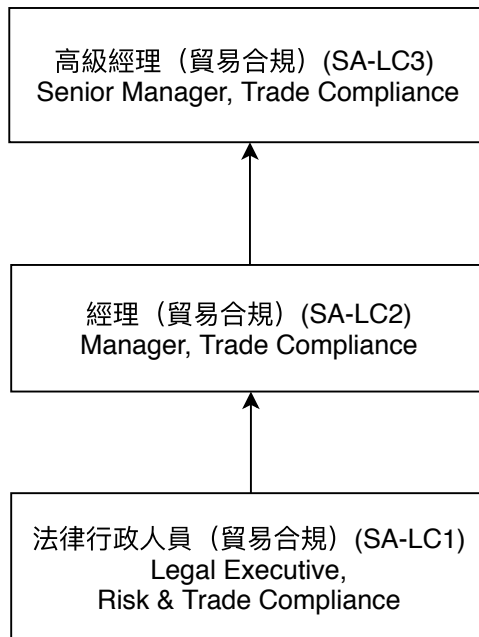 高級經理（貿易合規）(SA-LC3)
Senior Manager, Trade Compliance
經理（貿易合規）(SA-LC2)
Manager, Trade Compliance
法律行政人員（貿易合規）(SA-LC1)
Legal Executive,
Risk & Trade Compliance